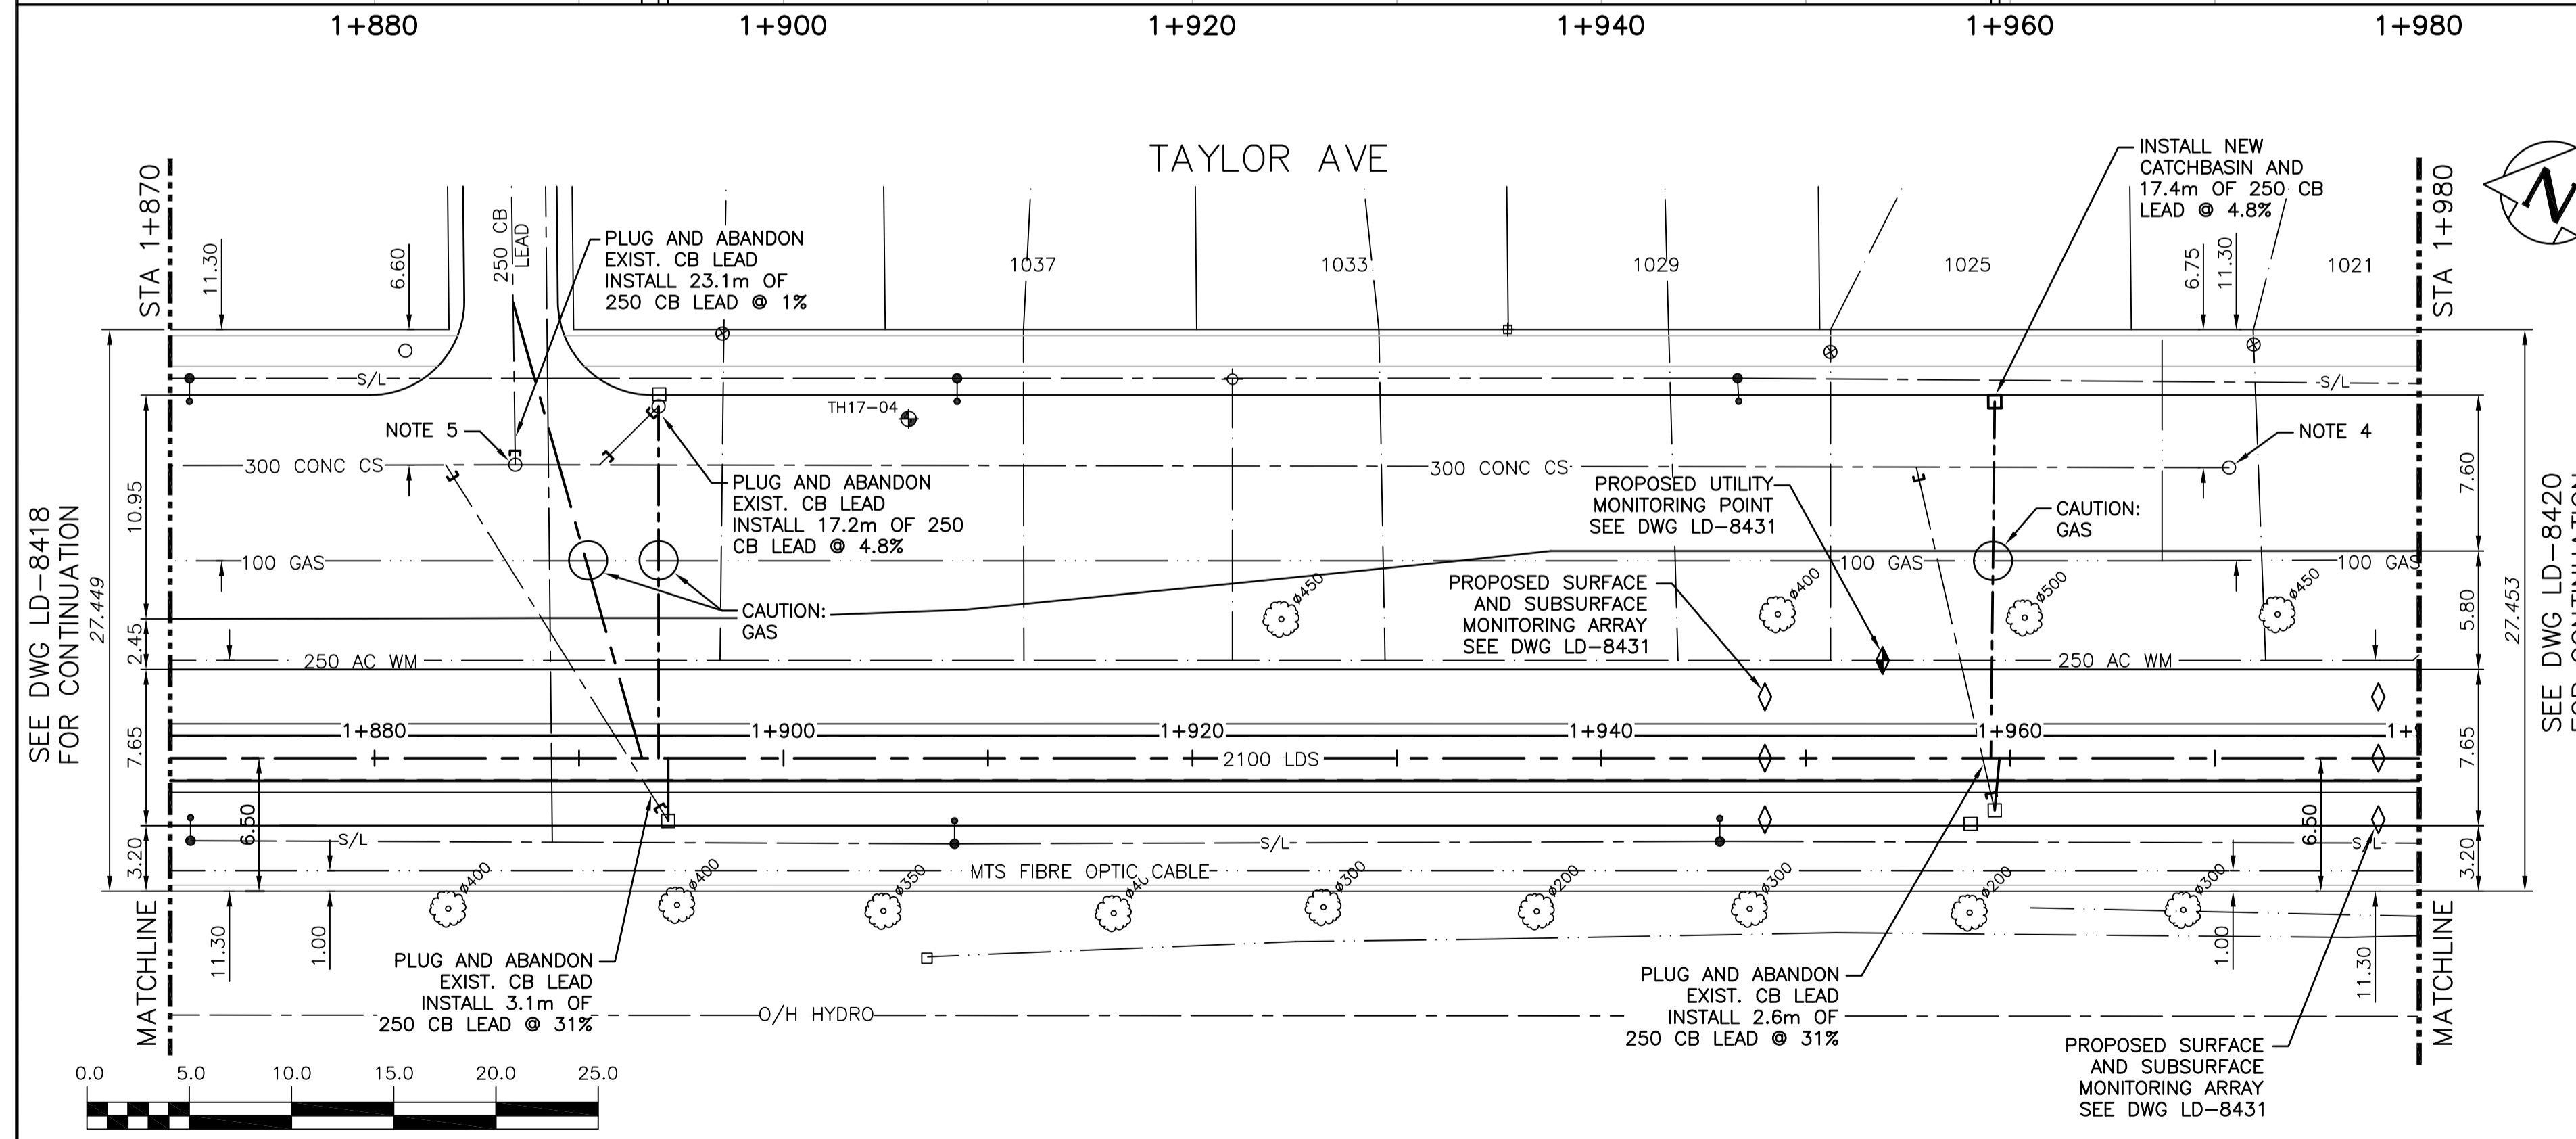 1+880 1+900 1+920 1+940 1+960 1+980
TAYLOR AVE
STA 1+870
STA 1+980
N
INSTALL NEW
CATCHBASIN AND
17.4m OF 250 CB
LEAD @ 4.8%
250 CB
LEAD
PLUG AND ABANDON
EXIST. CB LEAD
INSTALL 23.1m OF
250 CB LEAD @ 1%
11.30
6.60
1037
1033
1029
1025
1021
6.75
11.30
S/L
S/L
TH17-04
NOTE 5
NOTE 4
300 CONC CS
300 CONC CS
PLUG AND ABANDON
EXIST. CB LEAD
INSTALL 17.2m OF 250
CB LEAD @ 4.8%
PROPOSED UTILITY
MONITORING POINT
SEE DWG LD-8431
CAUTION:
GAS
10.95
7.60
100 GAS
100 GAS
100 GAS
SEE DWG LD-8418
FOR CONTINUATION
27.449
SEE DWG LD-8420
27.453
CAUTION:
GAS
PROPOSED SURFACE
AND SUBSURFACE
MONITORING ARRAY
SEE DWG LD-8431
ø450
ø400
ø500
ø450
2.45
5.80
250 AC WM
250 AC WM
1+880 1+900 1+920 1+940 1+960
2100 LDS
7.65
7.65
6.50
6.50
S/L
S/L
S/L
3.20
3.20
MTS FIBRE OPTIC CABLE
ø400
ø400
ø350
ø300
ø200
ø300
ø200
ø300
MATCHLINE
MATCHLINE
11.30
1.00
1.00
11.30
PLUG AND ABANDON
EXIST. CB LEAD
INSTALL 3.1m OF
250 CB LEAD @ 31%
PLUG AND ABANDON
EXIST. CB LEAD
INSTALL 2.6m OF
250 CB LEAD @ 31%
O/H HYDRO
PROPOSED SURFACE
AND SUBSURFACE
MONITORING ARRAY
SEE DWG LD-8431
0.0 5.0 10.0 15.0 20.0 25.0